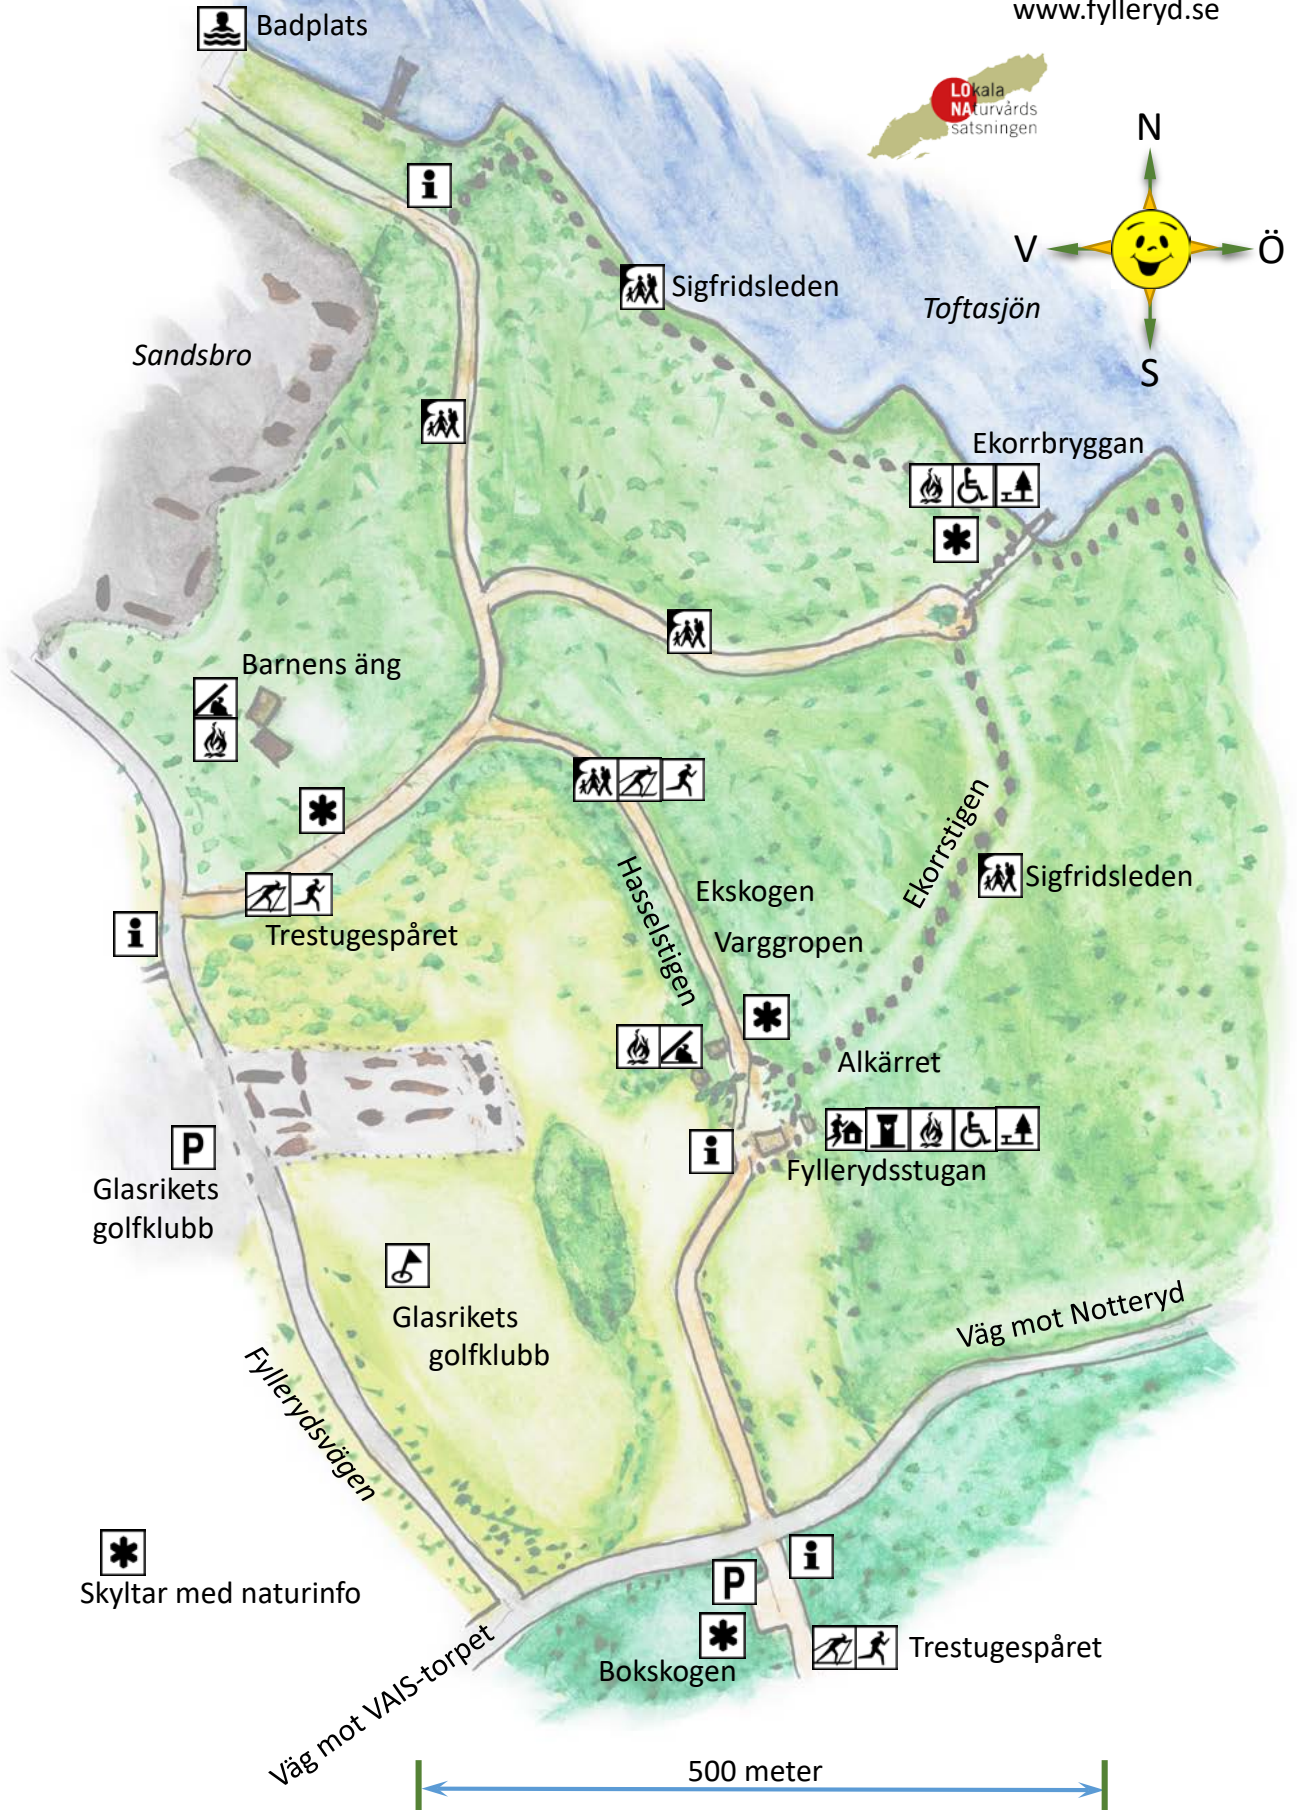 www.fylleryd.se
Badplats
LOkala
NAturvårds
satsningen
N
V
Ö
S
Sigfridsleden
Toftasjön
Sandsbro
Ekorrbryggan
Barnens äng
Ekorrstigen
Hasselstigen
Ekskogen
Sigfridsleden
Trestugespåret
Varggropen
Alkärret
P
Glasrikets
golfklubb
Fyllerydsstugan
Glasrikets
golfklubb
Väg mot Notteryd
Fyllerydsvägen
Skyltar med naturinfo
P
Bokskogen
Trestugespåret
Väg mot VAIS-torpet
500 meter
i
i
i
i